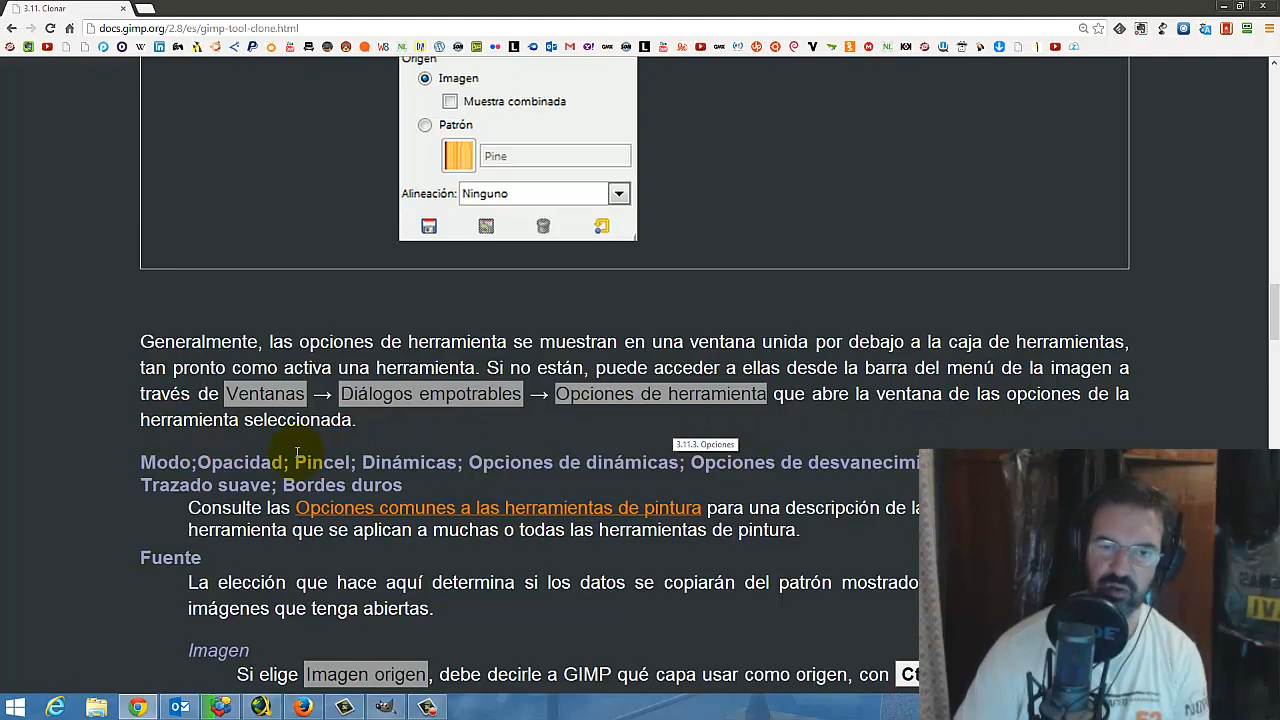 3.11. Clonar
docs.gimp.org/2.8/es/gimp-tool-clone.html
Origen
Imagen
Muestra combinada
Patrón
Pine
Alineación: Ninguno
Generalmente, las opciones de herramienta se muestran en una ventana unida por debajo a la caja de herramientas,
tan pronto como activa una herramienta. Si no están, puede acceder a ellas desde la barra del menú de la imagen a
través de Ventanas → Diálogos empotrables → Opciones de herramienta que abre la ventana de las opciones de la
herramienta seleccionada.
3.11.3. Opciones
Modo;Opacidad; Pincel; Dinámicas; Opciones de dinámicas; Opciones de desvanecimi
Trazado suave; Bordes duros
Consulte las Opciones comunes a las herramientas de pintura para una descripción de la
herramienta que se aplican a muchos o todas las herramientas de pintura.
Fuente
La elección que hace aquí determina si los datos se copiarán del patrón mostrado
imágenes que tenga abiertas.
Imagen
Si elige Imagen origen, debe decirle a GIMP qué capa usar como origen, con Ct